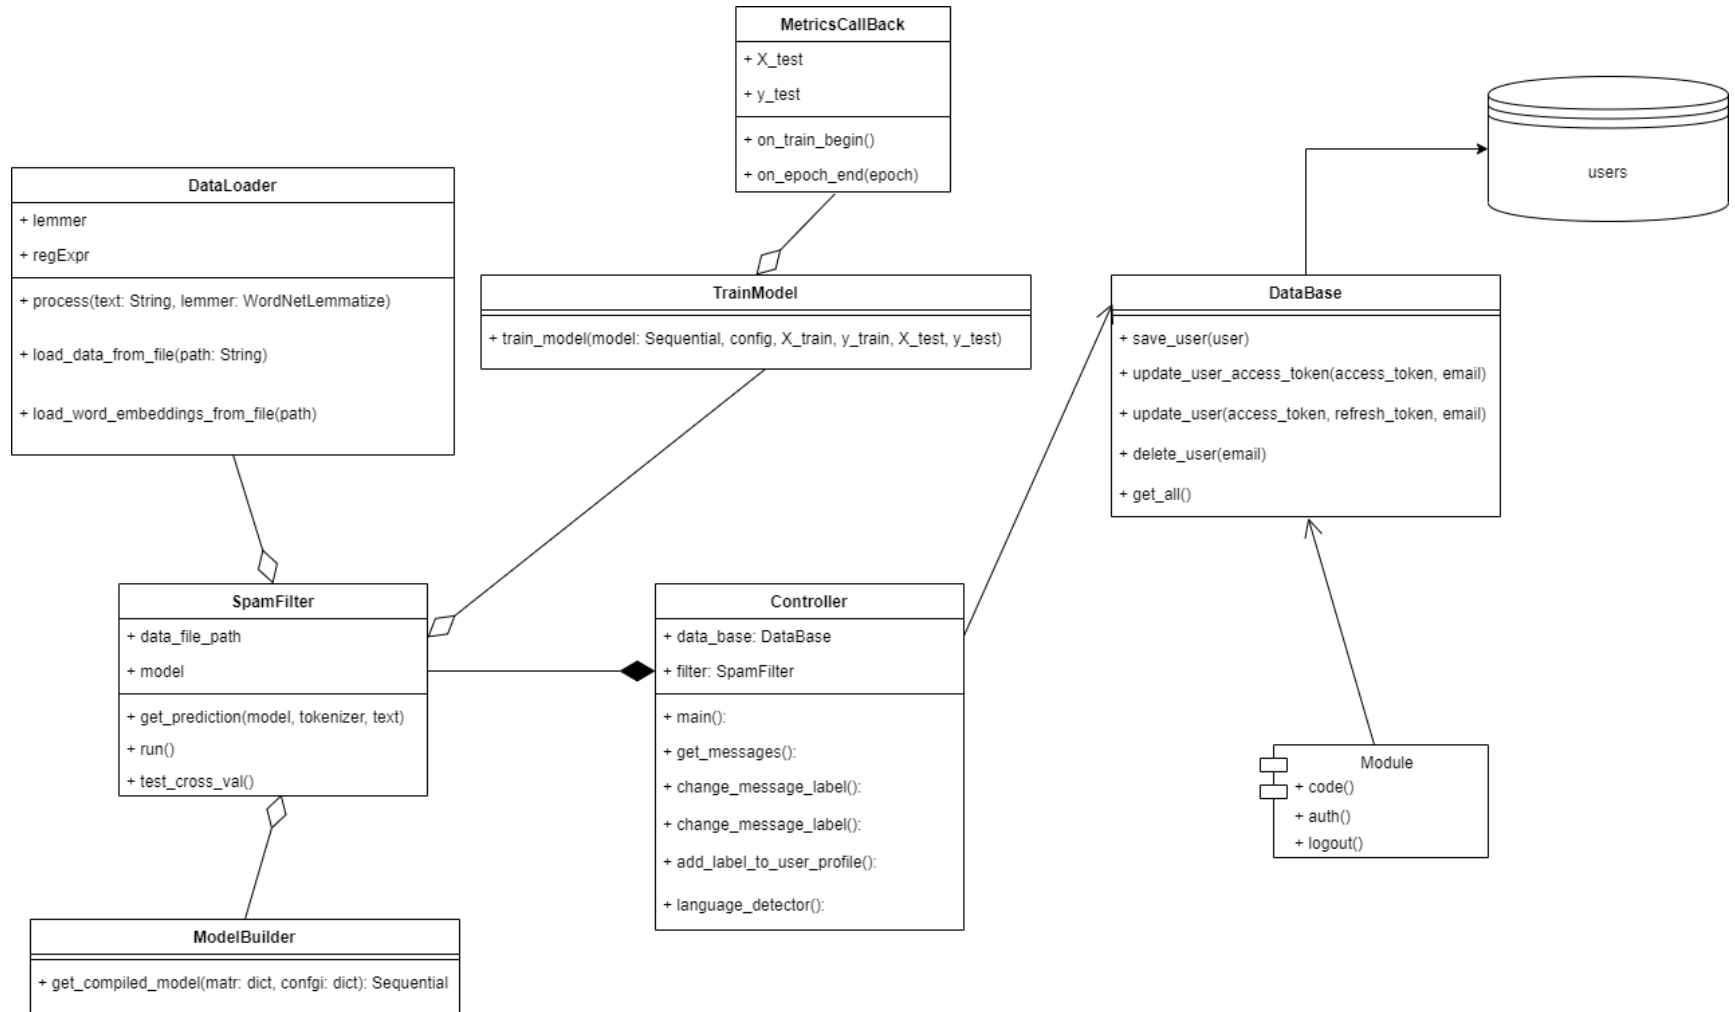 MetricsCallBack
+ X_test
+ y_test
+ on_train_begin()
+ on_epoch_end(epoch)
users
DataLoader
+ lemmer
+ regExpr
+ process(text: String, lemmer: WordNetLemmatize)
+ load_data_from_file(path: String)
+ load_word_embeddings_from_file(path)
TrainModel
+ train_model(model: Sequential, config, X_train, y_train, X_test, y_test)
DataBase
+ save_user(user)
+ update_user_access_token(access_token, email)
+ update_user(access_token, refresh_token, email)
+ delete_user(email)
+ get_all()
SpamFilter
+ data_file_path
+ model
+ get_prediction(model, tokenizer, text)
+ run()
+ test_cross_val()
Controller
+ data_base: DataBase
+ filter: SpamFilter
+ main():
+ get_messages():
+ change_message_label():
+ change_message_label():
+ add_label_to_user_profile():
+ language_detector():
Module
+ code()
+ auth()
+ logout()
ModelBuilder
+ get_compiled_model(matr: dict, confgi: dict): Sequential